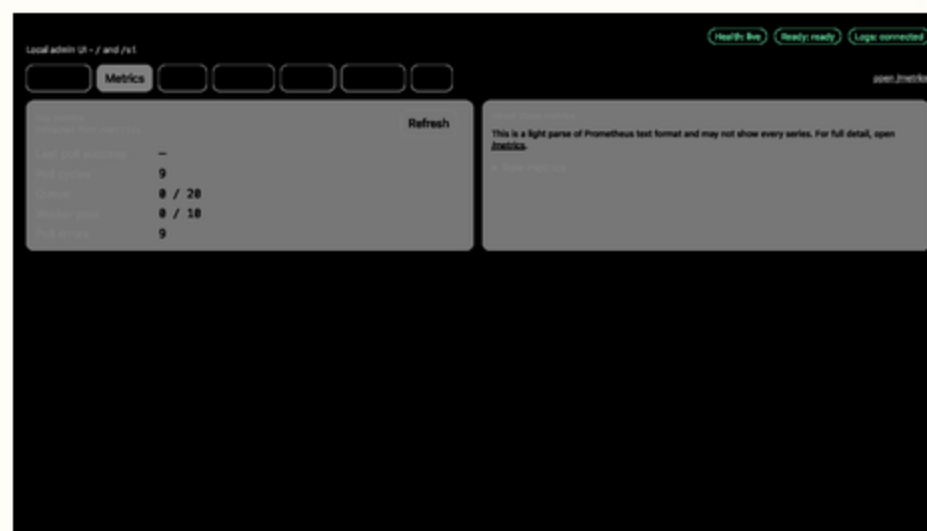 Health: live
Ready: ready
Logs: connected
Local admin UI - / and /v1
Metrics
open /metrics
Refresh
Last poll success —
Poll cycles 9
Queue 0 / 20
Worker pool 0 / 10
Poll errors 9
This is a light parse of Prometheus text format and may not show every series. For full detail, open
/metrics.
Raw metrics